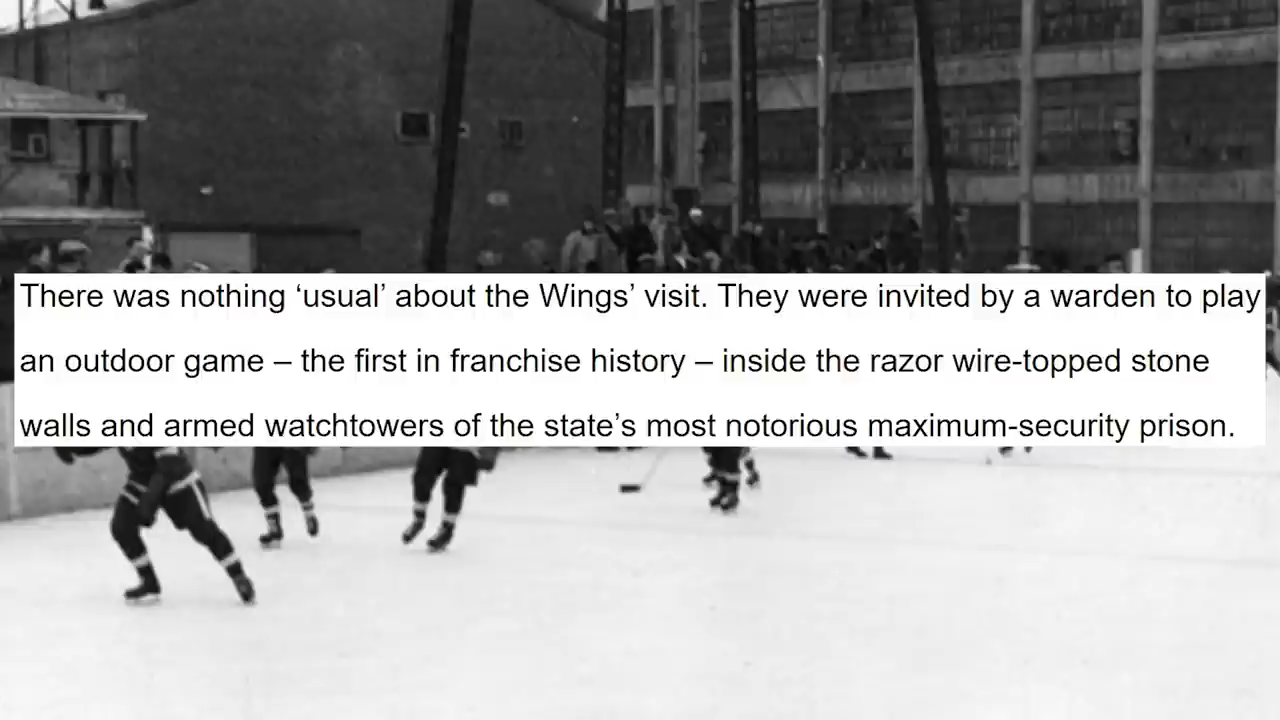 There was nothing ‘usual’ about the Wings’ visit. They were invited by a warden to play
an outdoor game – the first in franchise history – inside the razor wire-topped stone
walls and armed watchtowers of the state’s most notorious maximum-security prison.